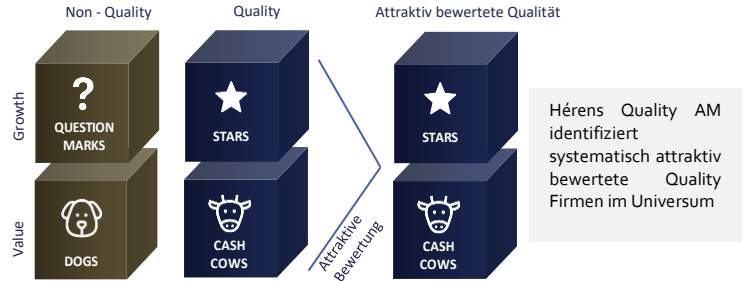 Non - Quality
Quality
Attraktiv bewertete Qualität
Growth
?
QUESTION
MARKS
STARS
STARS
Value
DOGS
CASH
COWS
Attraktive
Bewertung
CASH
COWS
Hérens Quality AM
identifiziert
systematisch attraktiv
bewertete Quality
Firmen im Universum